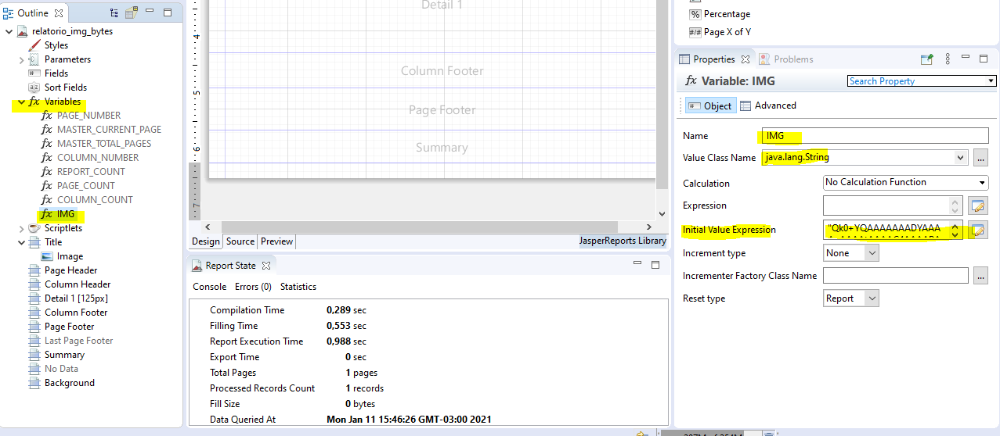 Outline
relatorio_img_bytes
Styles
Parameters
Fields
Sort Fields
Variables
PAGE_NUMBER
MASTER_CURRENT_PAGE
MASTER_TOTAL_PAGES
COLUMN_NUMBER
REPORT_COUNT
PAGE_COUNT
COLUMN_COUNT
IMG
Scriptlets
Title
Image
Page Header
Column Header
Detail 1 [125px]
Column Footer
Page Footer
Last Page Footer
Summary
No Data
Background
Detail 1
4
Column Footer
5
Page Footer
6
Summary
7
Design Source Preview JasperReports Library
Report State
Console Errors (0) Statistics
Compilation Time 0,289 sec
Filling Time 0,553 sec
Report Execution Time 0,988 sec
Export Time 0 sec
Total Pages 1 pages
Processed Records Count 1 records
Fill Size 0 bytes
Data Queried At Mon Jan 11 15:46:26 GMT-03:00 2021
% Percentage
#/# Page X of Y
Properties Problems
fx Variable: IMG Search Property
Object Advanced
Name IMG
Value Class Name java.lang.String ...
Calculation No Calculation Function
Expression
Initial Value Expression "Qk0+YQAAAAAAADYAAA
Increment type None
Incrementer Factory Class Name ...
Reset type Report